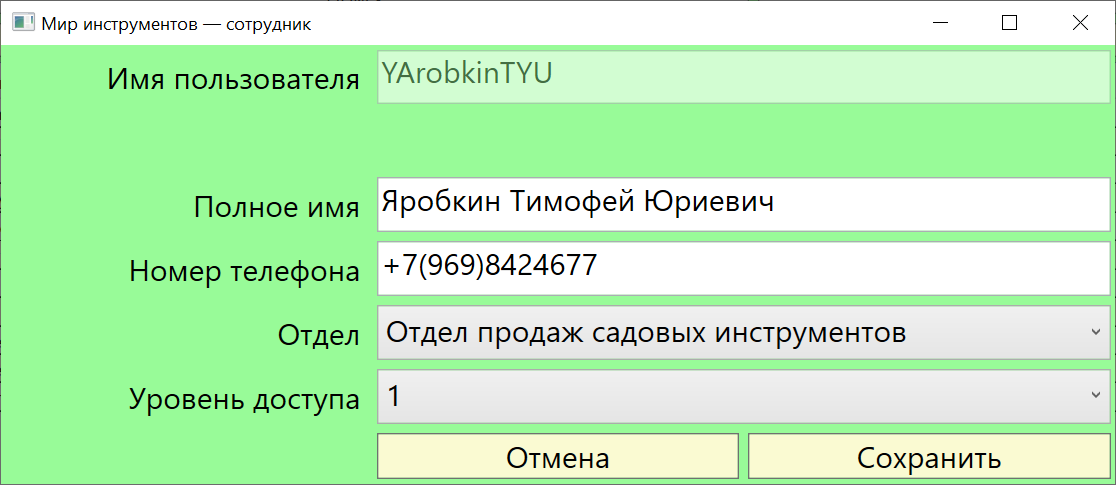 Мир инструментов — сотрудник
Имя пользователя YArobkinTYU
Полное имя Яробкин Тимофей Юриевич
Номер телефона +7(969)8424677
Отдел Отдел продаж садовых инструментов
Уровень доступа 1
Отмена Сохранить